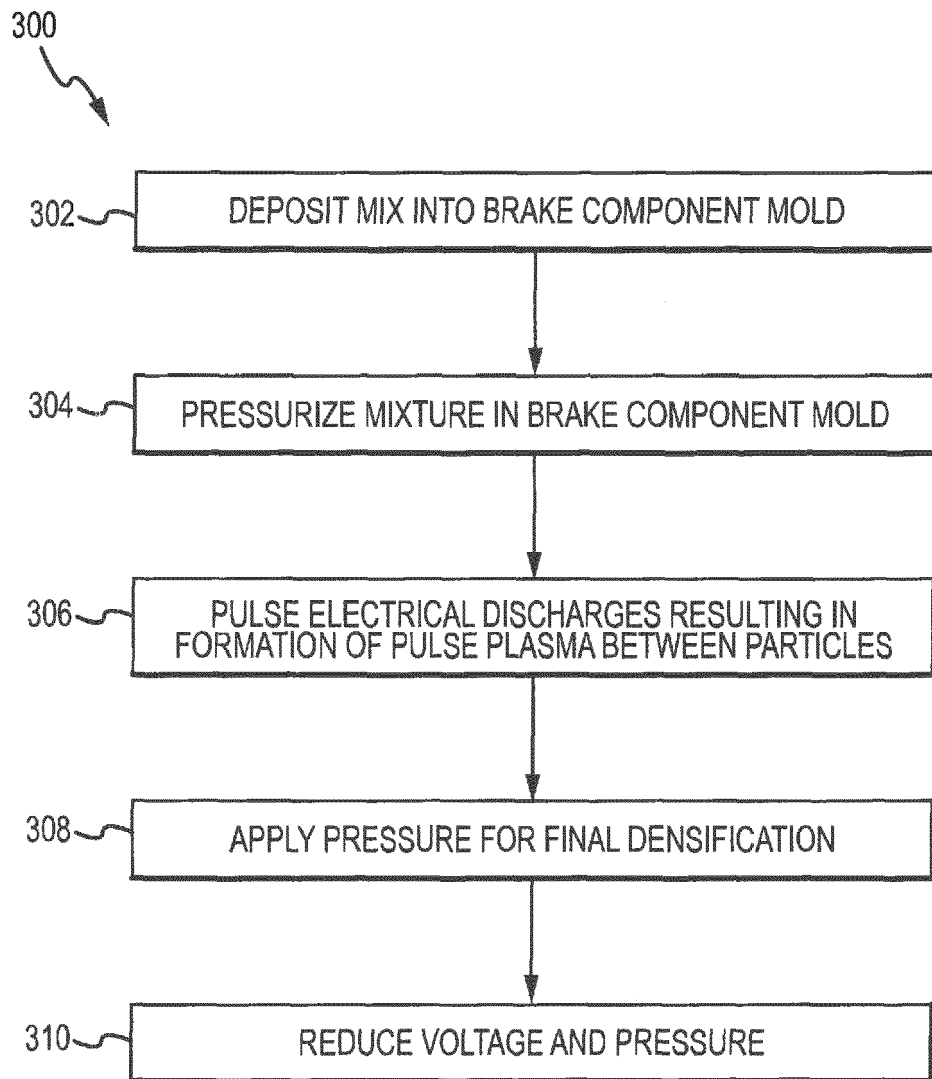 300
302
DEPOSIT MIX INTO BRAKE COMPONENT MOLD
304
PRESSURIZE MIXTURE IN BRAKE COMPONENT MOLD
306
PULSE ELECTRICAL DISCHARGES RESULTING IN
FORMATION OF PULSE PLASMA BETWEEN PARTICLES
308
APPLY PRESSURE FOR FINAL DENSIFICATION
310
REDUCE VOLTAGE AND PRESSURE